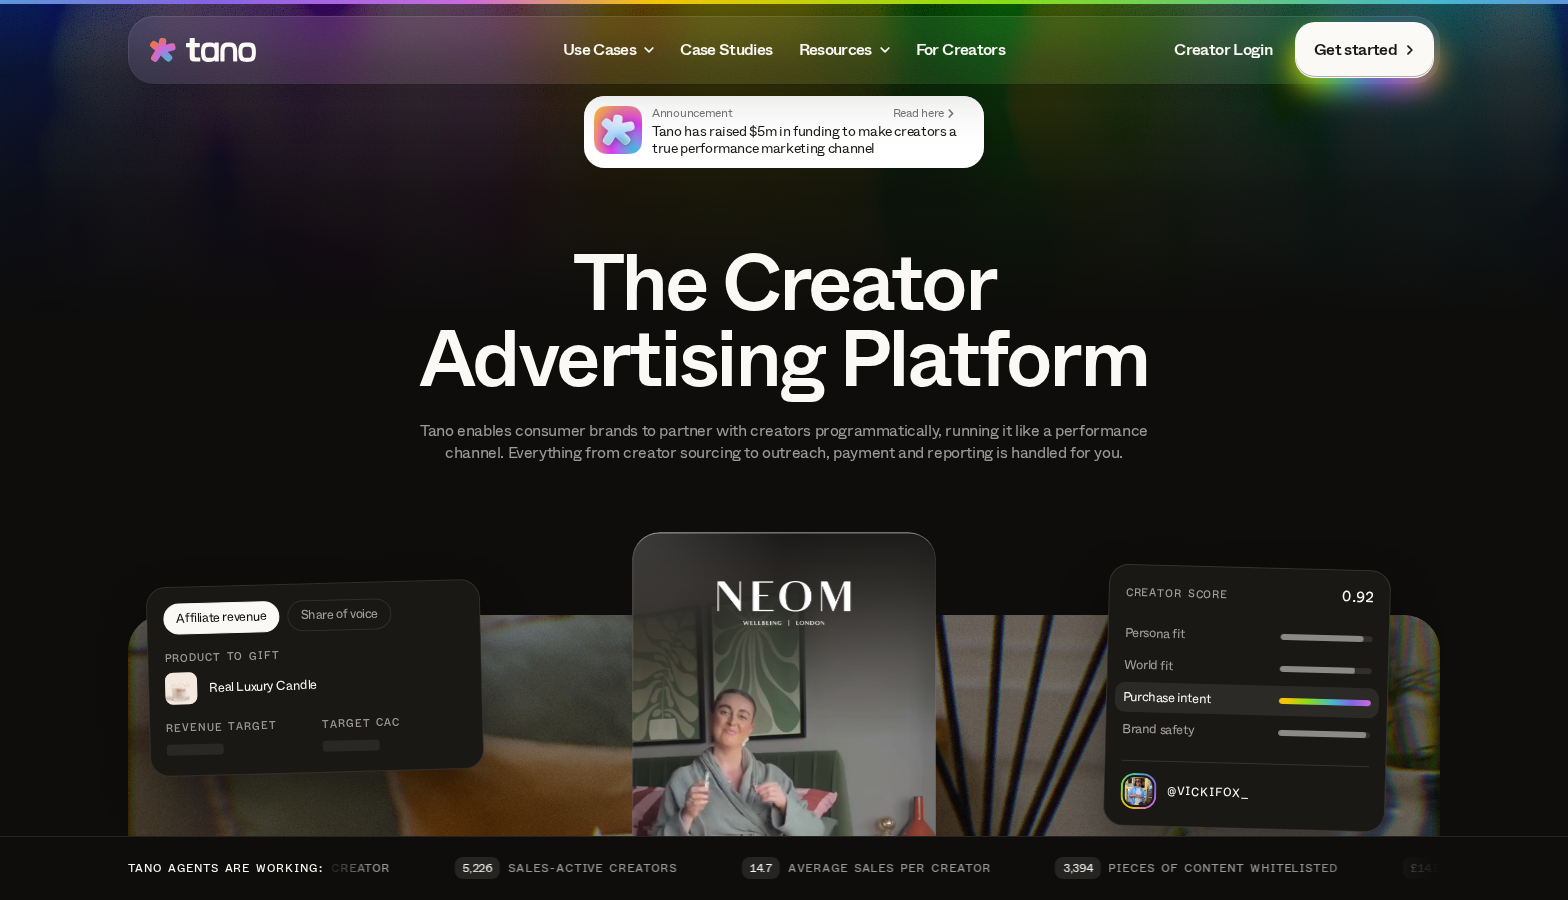 tano
Use Cases
Case Studies
Resources
For Creators
Creator Login
Get started
Announcement
Read here
Tano has raised $5m in funding to make creators a
true performance marketing channel
The Creator
Advertising Platform
Tano enables consumer brands to partner with creators programmatically, running it like a performance
channel. Everything from creator sourcing to outreach, payment and reporting is handled for you.
Affiliate revenue
Share of voice
PRODUCT TO GIFT
Real Luxury Candle
REVENUE TARGET
TARGET CAC
NEOM
WELLBEING | LONDON
CREATOR SCORE
0.92
Persona fit
World fit
Purchase intent
Brand safety
@VICKIFOX_
TANO AGENTS ARE WORKING:
CREATOR
5,226 SALES-ACTIVE CREATORS
14.7 AVERAGE SALES PER CREATOR
3,394 PIECES OF CONTENT WHITELISTED